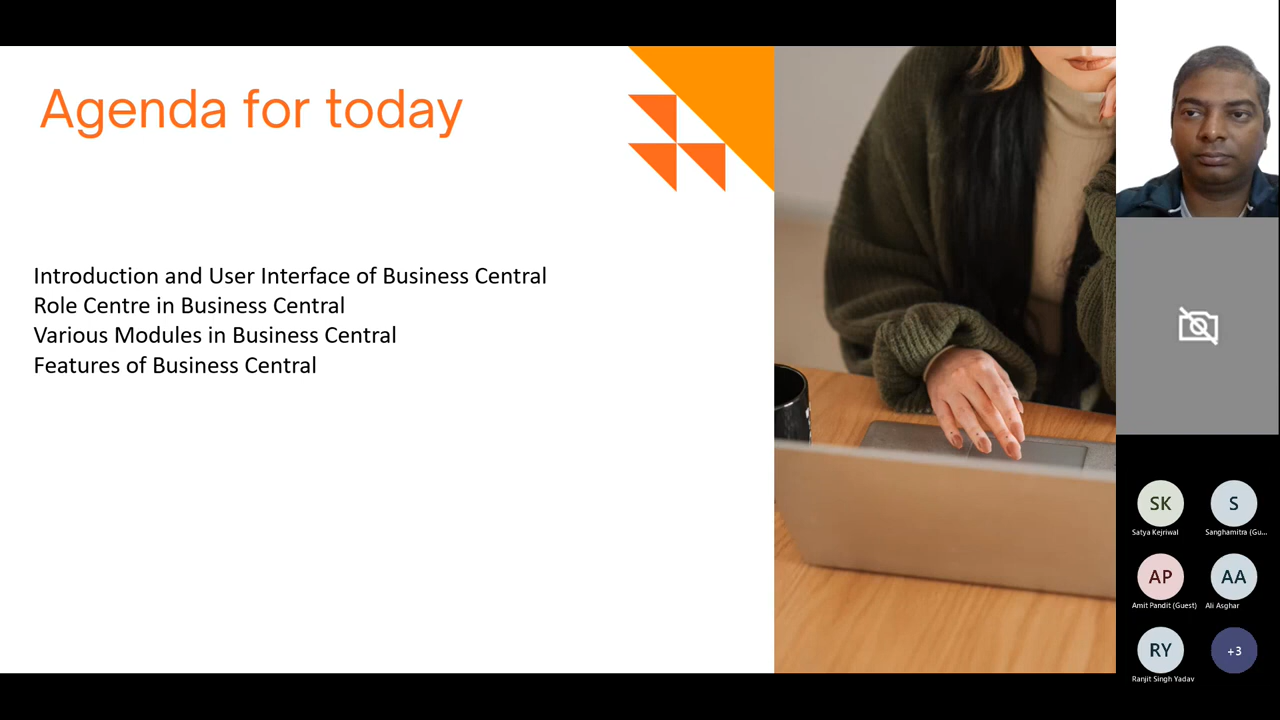 Agenda for today
Introduction and User Interface of Business Central
Role Centre in Business Central
Various Modules in Business Central
Features of Business Central
SK
S
Satya Kejriwal
Sanghamitra (Gu...
AP
AA
Amit Pandit (Guest)
Ali Asghar
RY
+3
Ranjit Singh Yadav